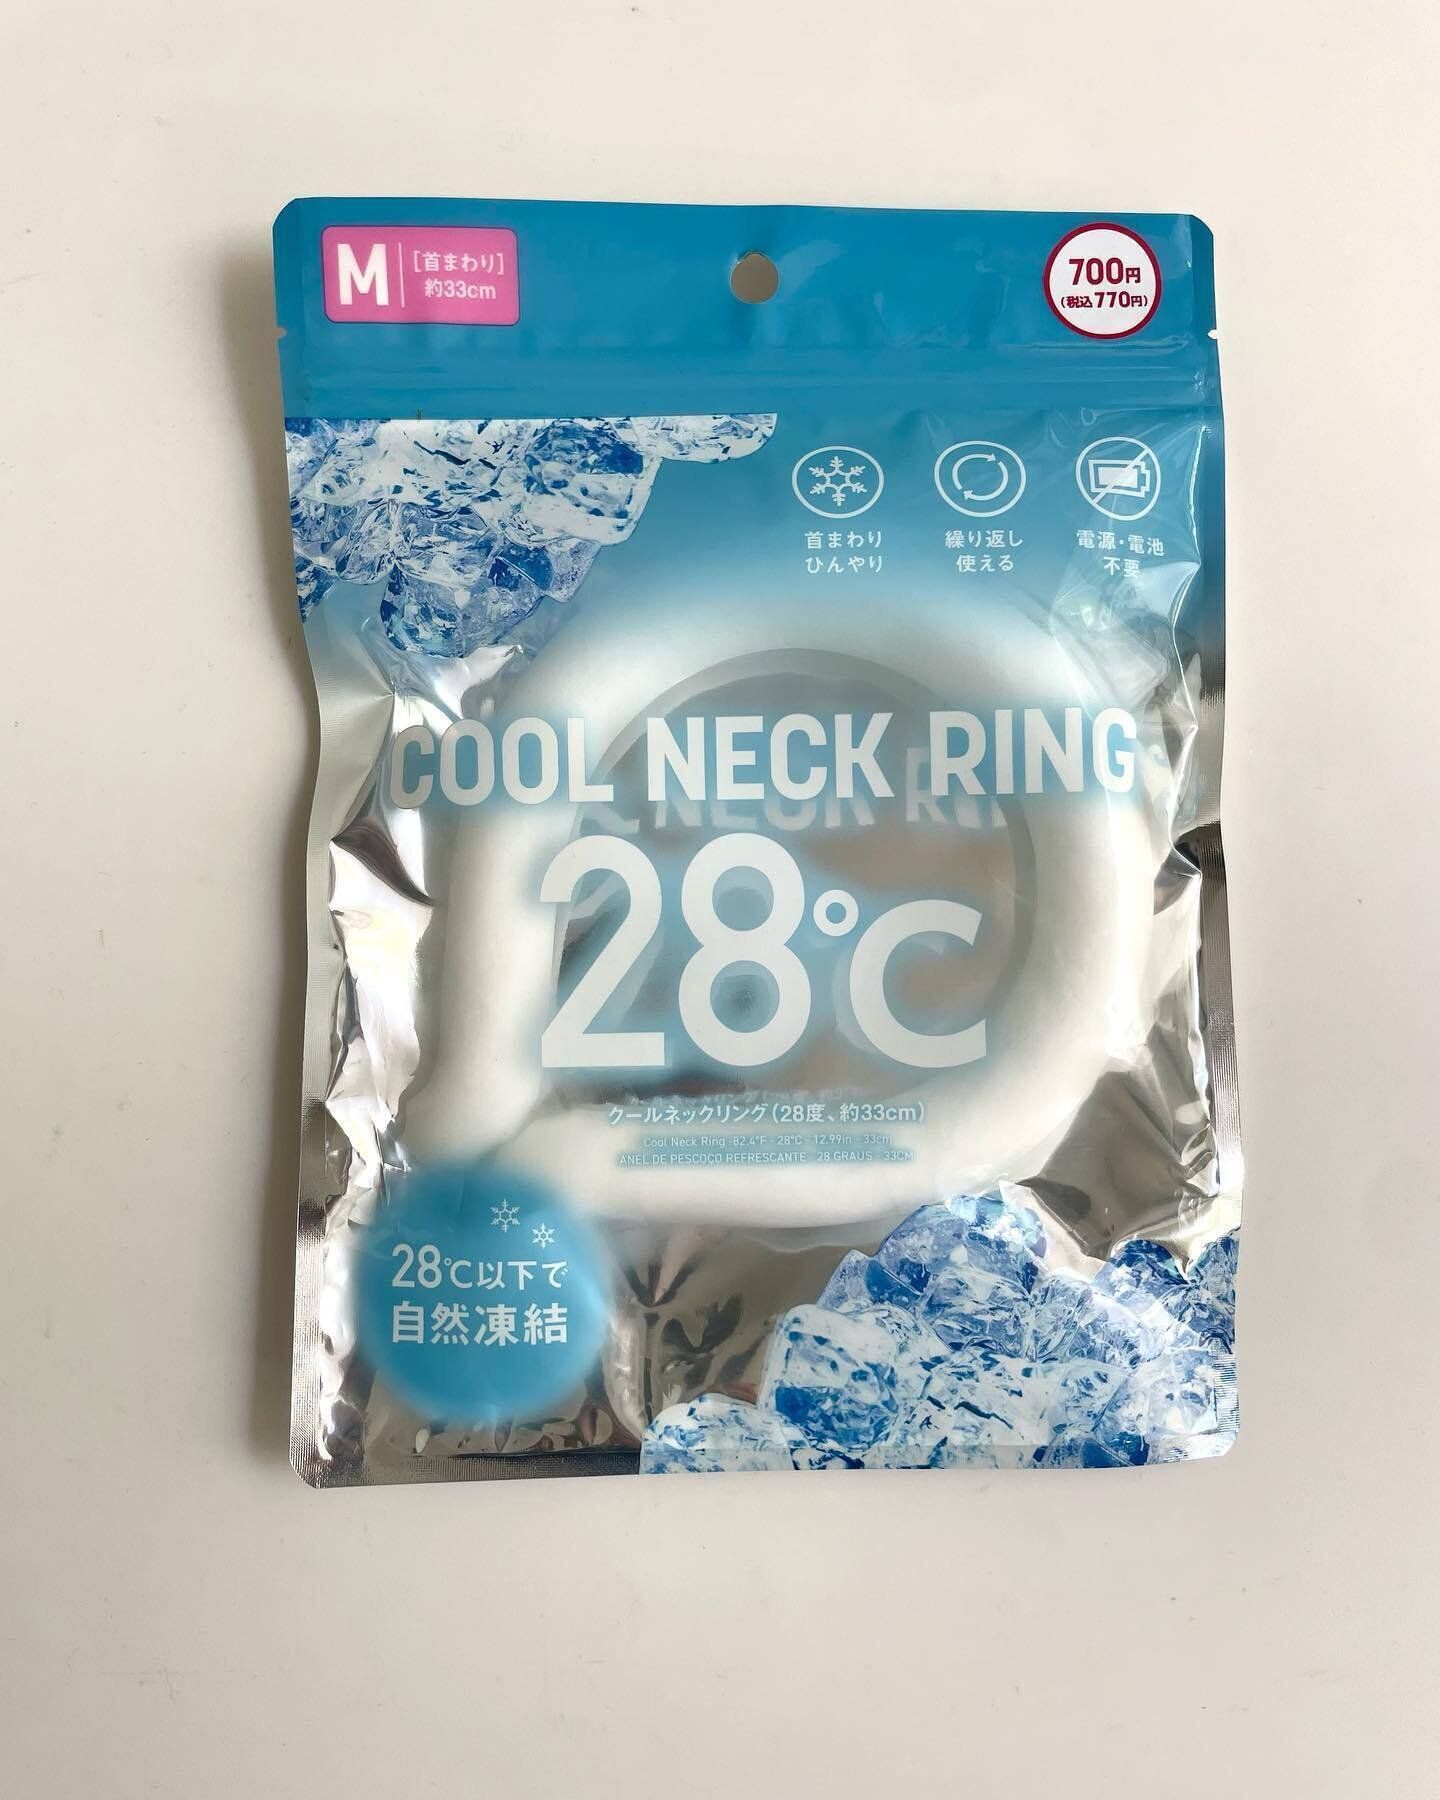 M [首まわり]
約33cm
700円
(税込770円)
首まわり
ひんやり
繰り返し
使える
電源・電池
不要
COOL NECK RING
28℃
クールネックリング(28度、約33cm)
Cool Neck Ring -82.4°F - 28°C - 12.99in - 33cm
ANEL DE PESCOÇO REFRESCANTE - 28 GRAUS - 33CM
28℃以下で
自然凍結